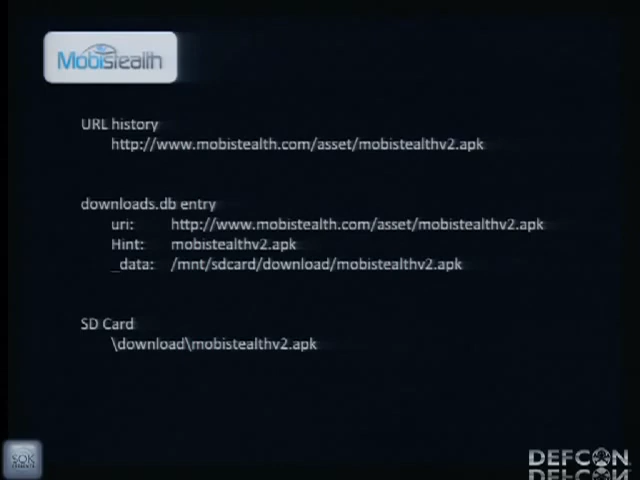 Mobistealth
URL history
http://www.mobistealth.com/asset/mobistealthv2.apk
downloads.db entry
uri: http://www.mobistealth.com/asset/mobistealthv2.apk
Hint: mobistealthv2.apk
_data: /mnt/sdcard/download/mobistealthv2.apk
SD Card
\download\mobistealthv2.apk
SOK
DEFCON